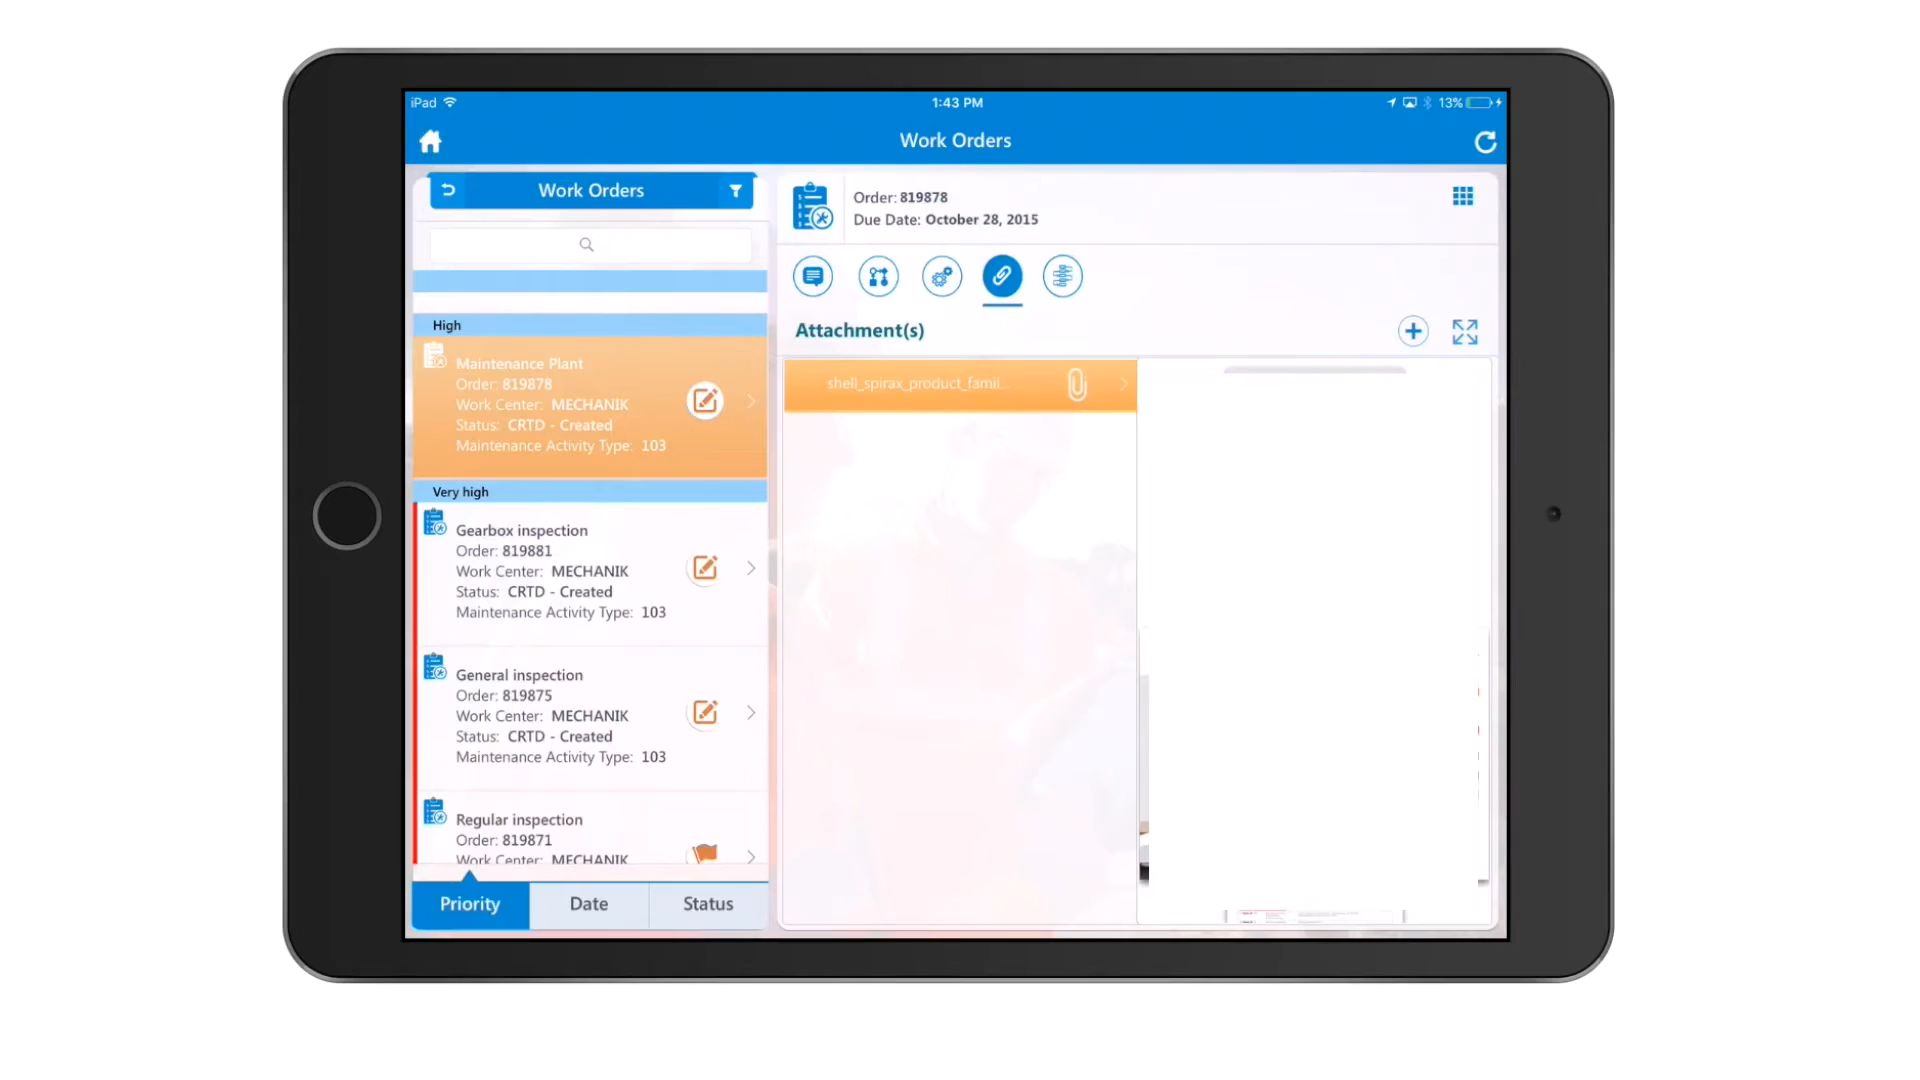 iPad
1:43 PM
13%
Work Orders
Work Orders
High
Maintenance Plant
Order: 819878
Work Center: MECHANIK
Status: CRTD - Created
Maintenance Activity Type: 103
Very high
Gearbox inspection
Order: 819881
Work Center: MECHANIK
Status: CRTD - Created
Maintenance Activity Type: 103
General inspection
Order: 819875
Work Center: MECHANIK
Status: CRTD - Created
Maintenance Activity Type: 103
Regular inspection
Order: 819871
Work Center: MECHANIK
Priority
Date
Status
Order: 819878
Due Date: October 28, 2015
Attachment(s)
shell_spirax_product_famil...